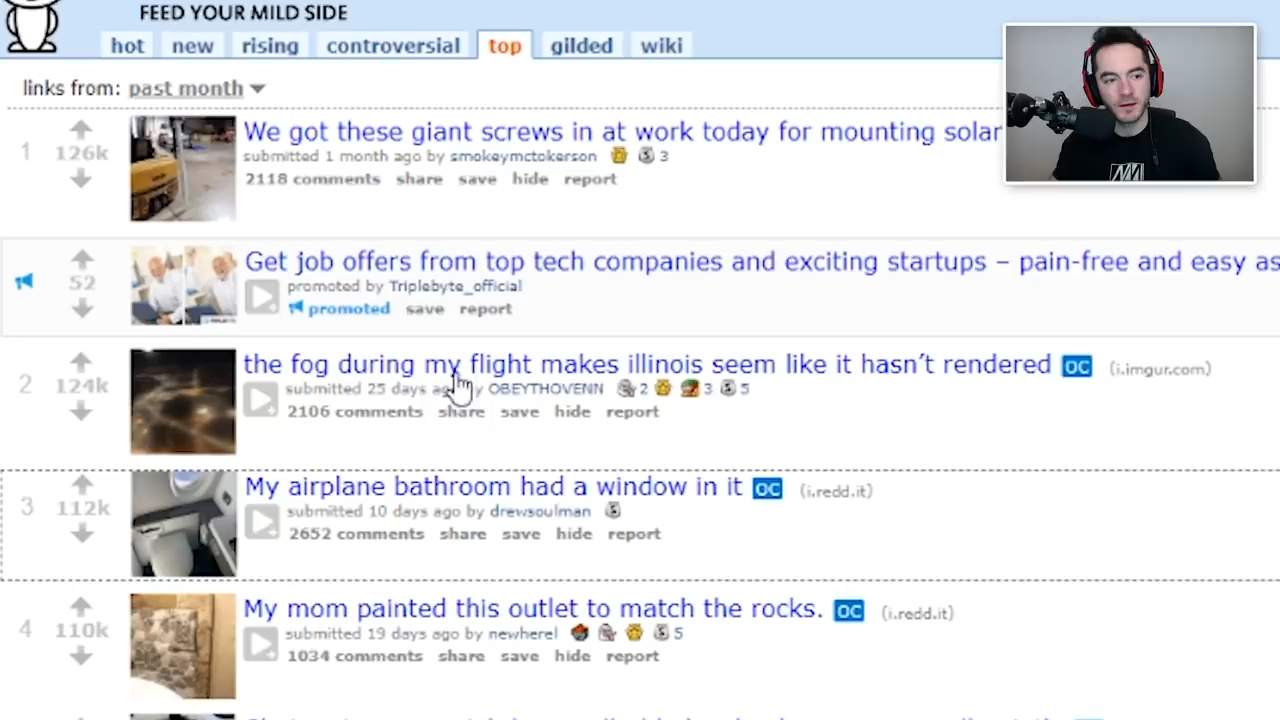 FEED YOUR MILD SIDE
hot new rising controversial top gilded wiki
links from: past month
1
126k
We got these giant screws in at work today for mounting solar
submitted 1 month ago by smokeymctokerson 3
2118 comments share save hide report
52
Get job offers from top tech companies and exciting startups – pain-free and easy as
promoted by Triplebyte_official
promoted save report
2
124k
the fog during my flight makes illinois seem like it hasn't rendered OC (i.imgur.com)
submitted 25 days ago by OBEYTHOVENN 2 3 5
2106 comments share save hide report
3
112k
My airplane bathroom had a window in it OC (i.redd.it)
submitted 10 days ago by drewsoulman
2652 comments share save hide report
4
110k
My mom painted this outlet to match the rocks. OC (i.redd.it)
submitted 19 days ago by newherel 5
1034 comments share save hide report